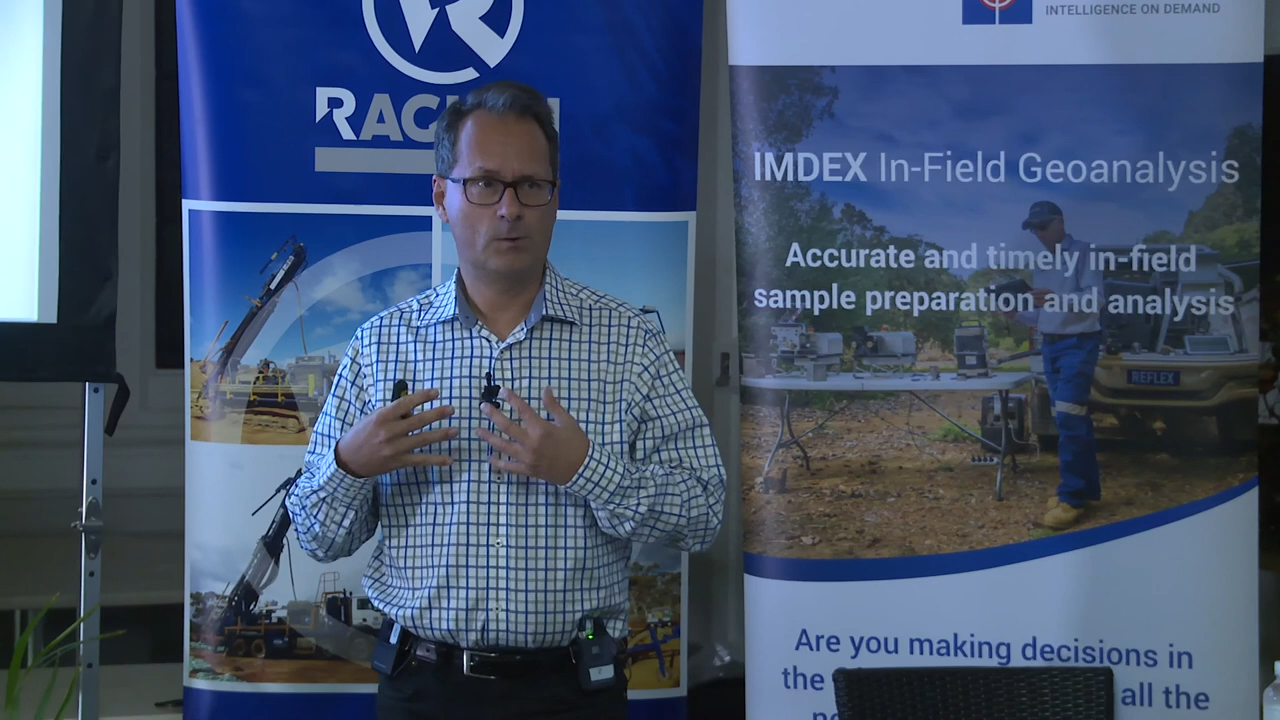 R
INTELLIGENCE ON DEMAND
IMDEX In-Field Geoanalysis
Accurate and timely in-field
sample preparation and analysis
REFLEX
Are you making decisions in
the
all the